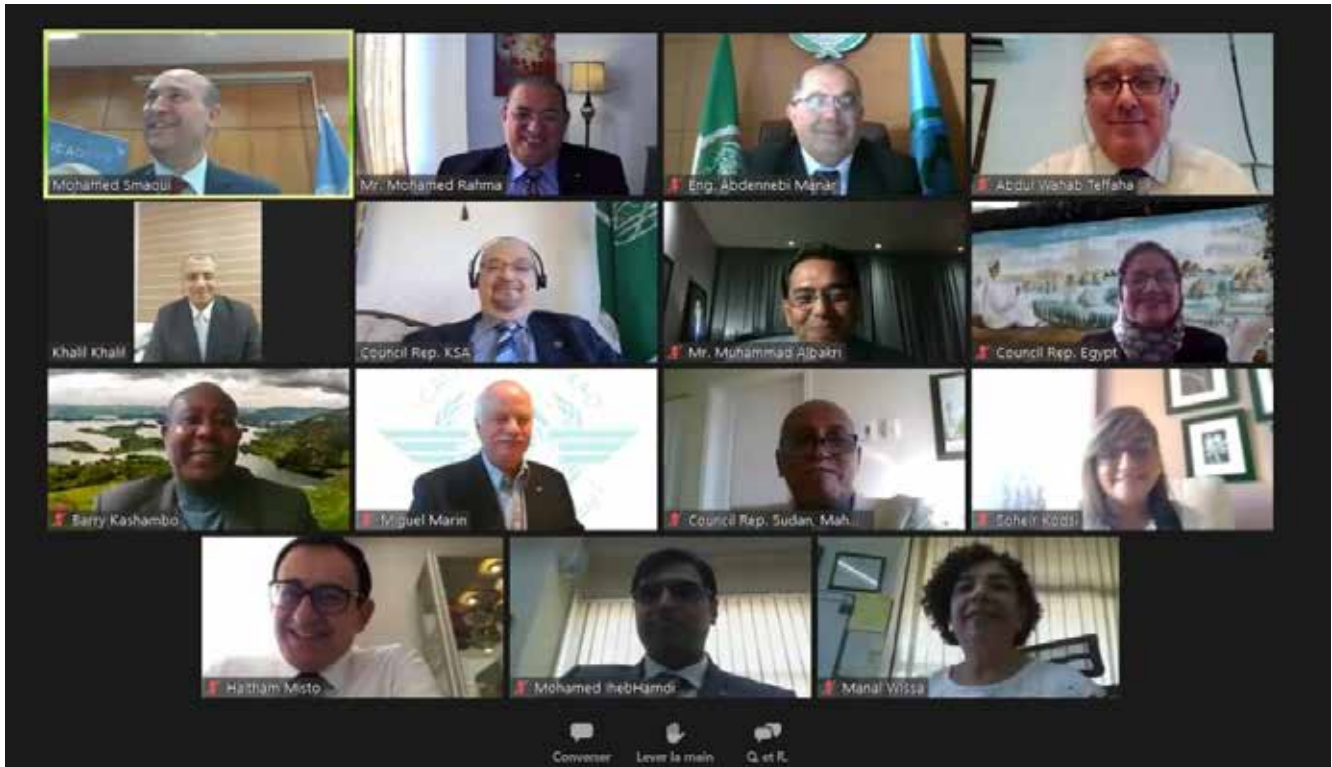 ICAO
Mohamed Smaoui
Mr. Mohamed Rahma
Eng. Abdennebi Manar
Abdul Wahab Teffaha
Khalil Khalil
Council Rep. KSA
Mr. Muhammad Albakri
Council Rep. Egypt
Barry Kashambo
Miguel Marin
Council Rep. Sudan, Mah...
Soheir Kodsi
Haitham Misto
Mohamed IhebHamdi
Manal Wissa
Converser
Lever la main
Q. et R.